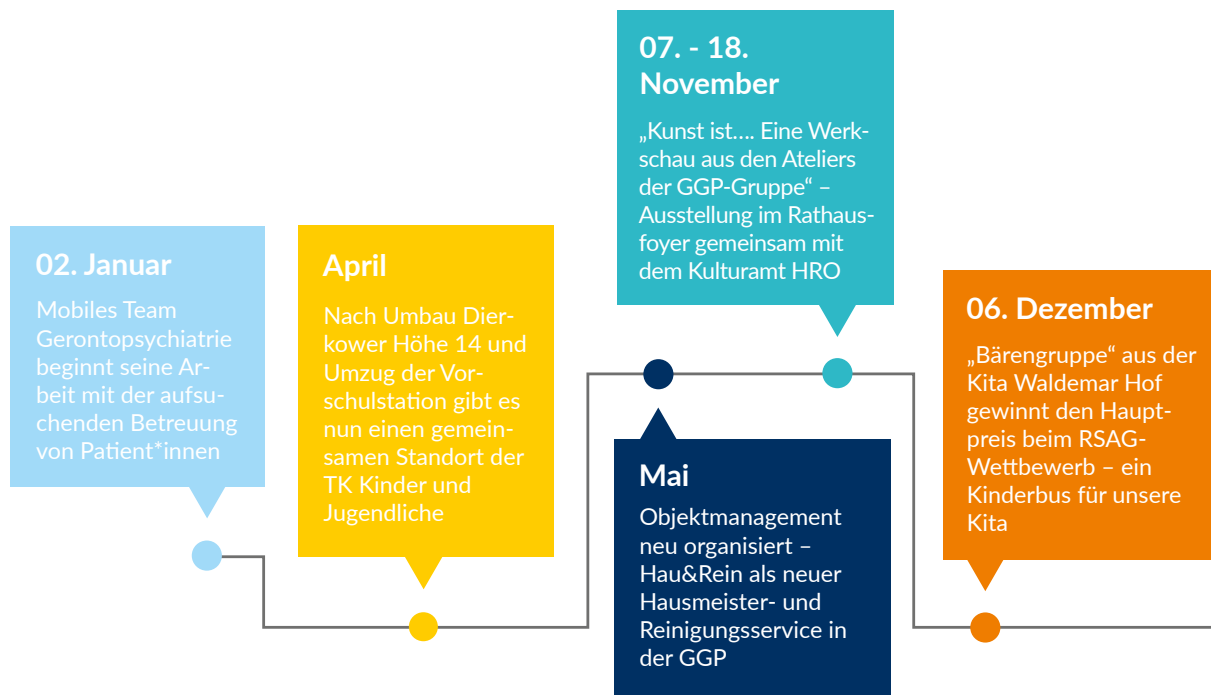 02. Januar
Mobiles Team
Gerontopsychiatrie
beginnt seine Ar-
beit mit der aufsu-
chenden Betreuung
von Patient*innen
April
Nach Umbau Dier-
kower Höhe 14 und
Umzug der Vor-
schulstation gibt es
nun einen gemein-
samen Standort der
TK Kinder und
Jugendliche
Mai
Objektmanagement
neu organisiert –
Hau&Rein als neuer
Hausmeister- und
Reinigungsservice in
der GGP
07. - 18.
November
„Kunst ist.... Eine Werk-
schau aus den Ateliers
der GGP-Gruppe“ –
Ausstellung im Rathaus-
foyer gemeinsam mit
dem Kulturamt HRO
06. Dezember
„Bärengruppe“ aus der
Kita Waldemar Hof
gewinnt den Haupt-
preis beim RSAG-
Wettbewerb – ein
Kinderbus für unsere
Kita